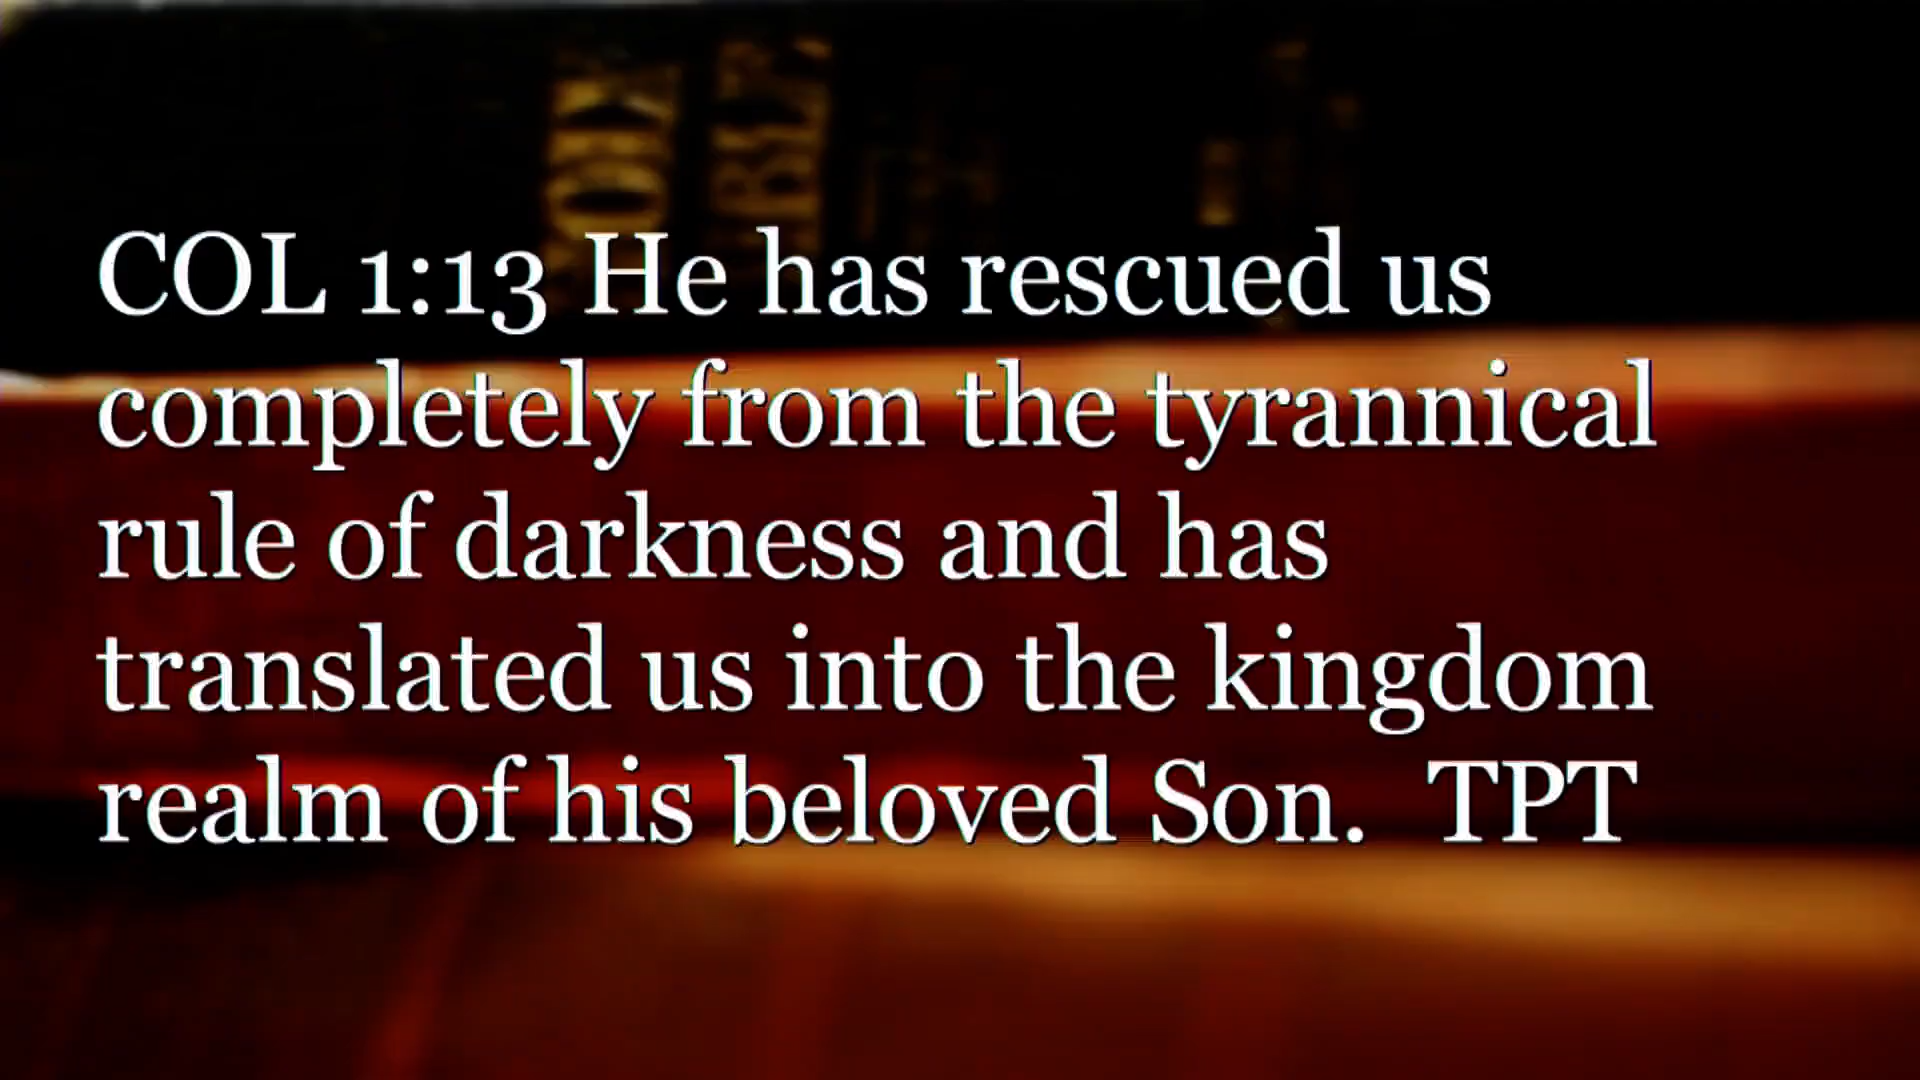 COL 1:13 He has rescued us
completely from the tyrannical
rule of darkness and has
translated us into the kingdom
realm of his beloved Son.  TPT